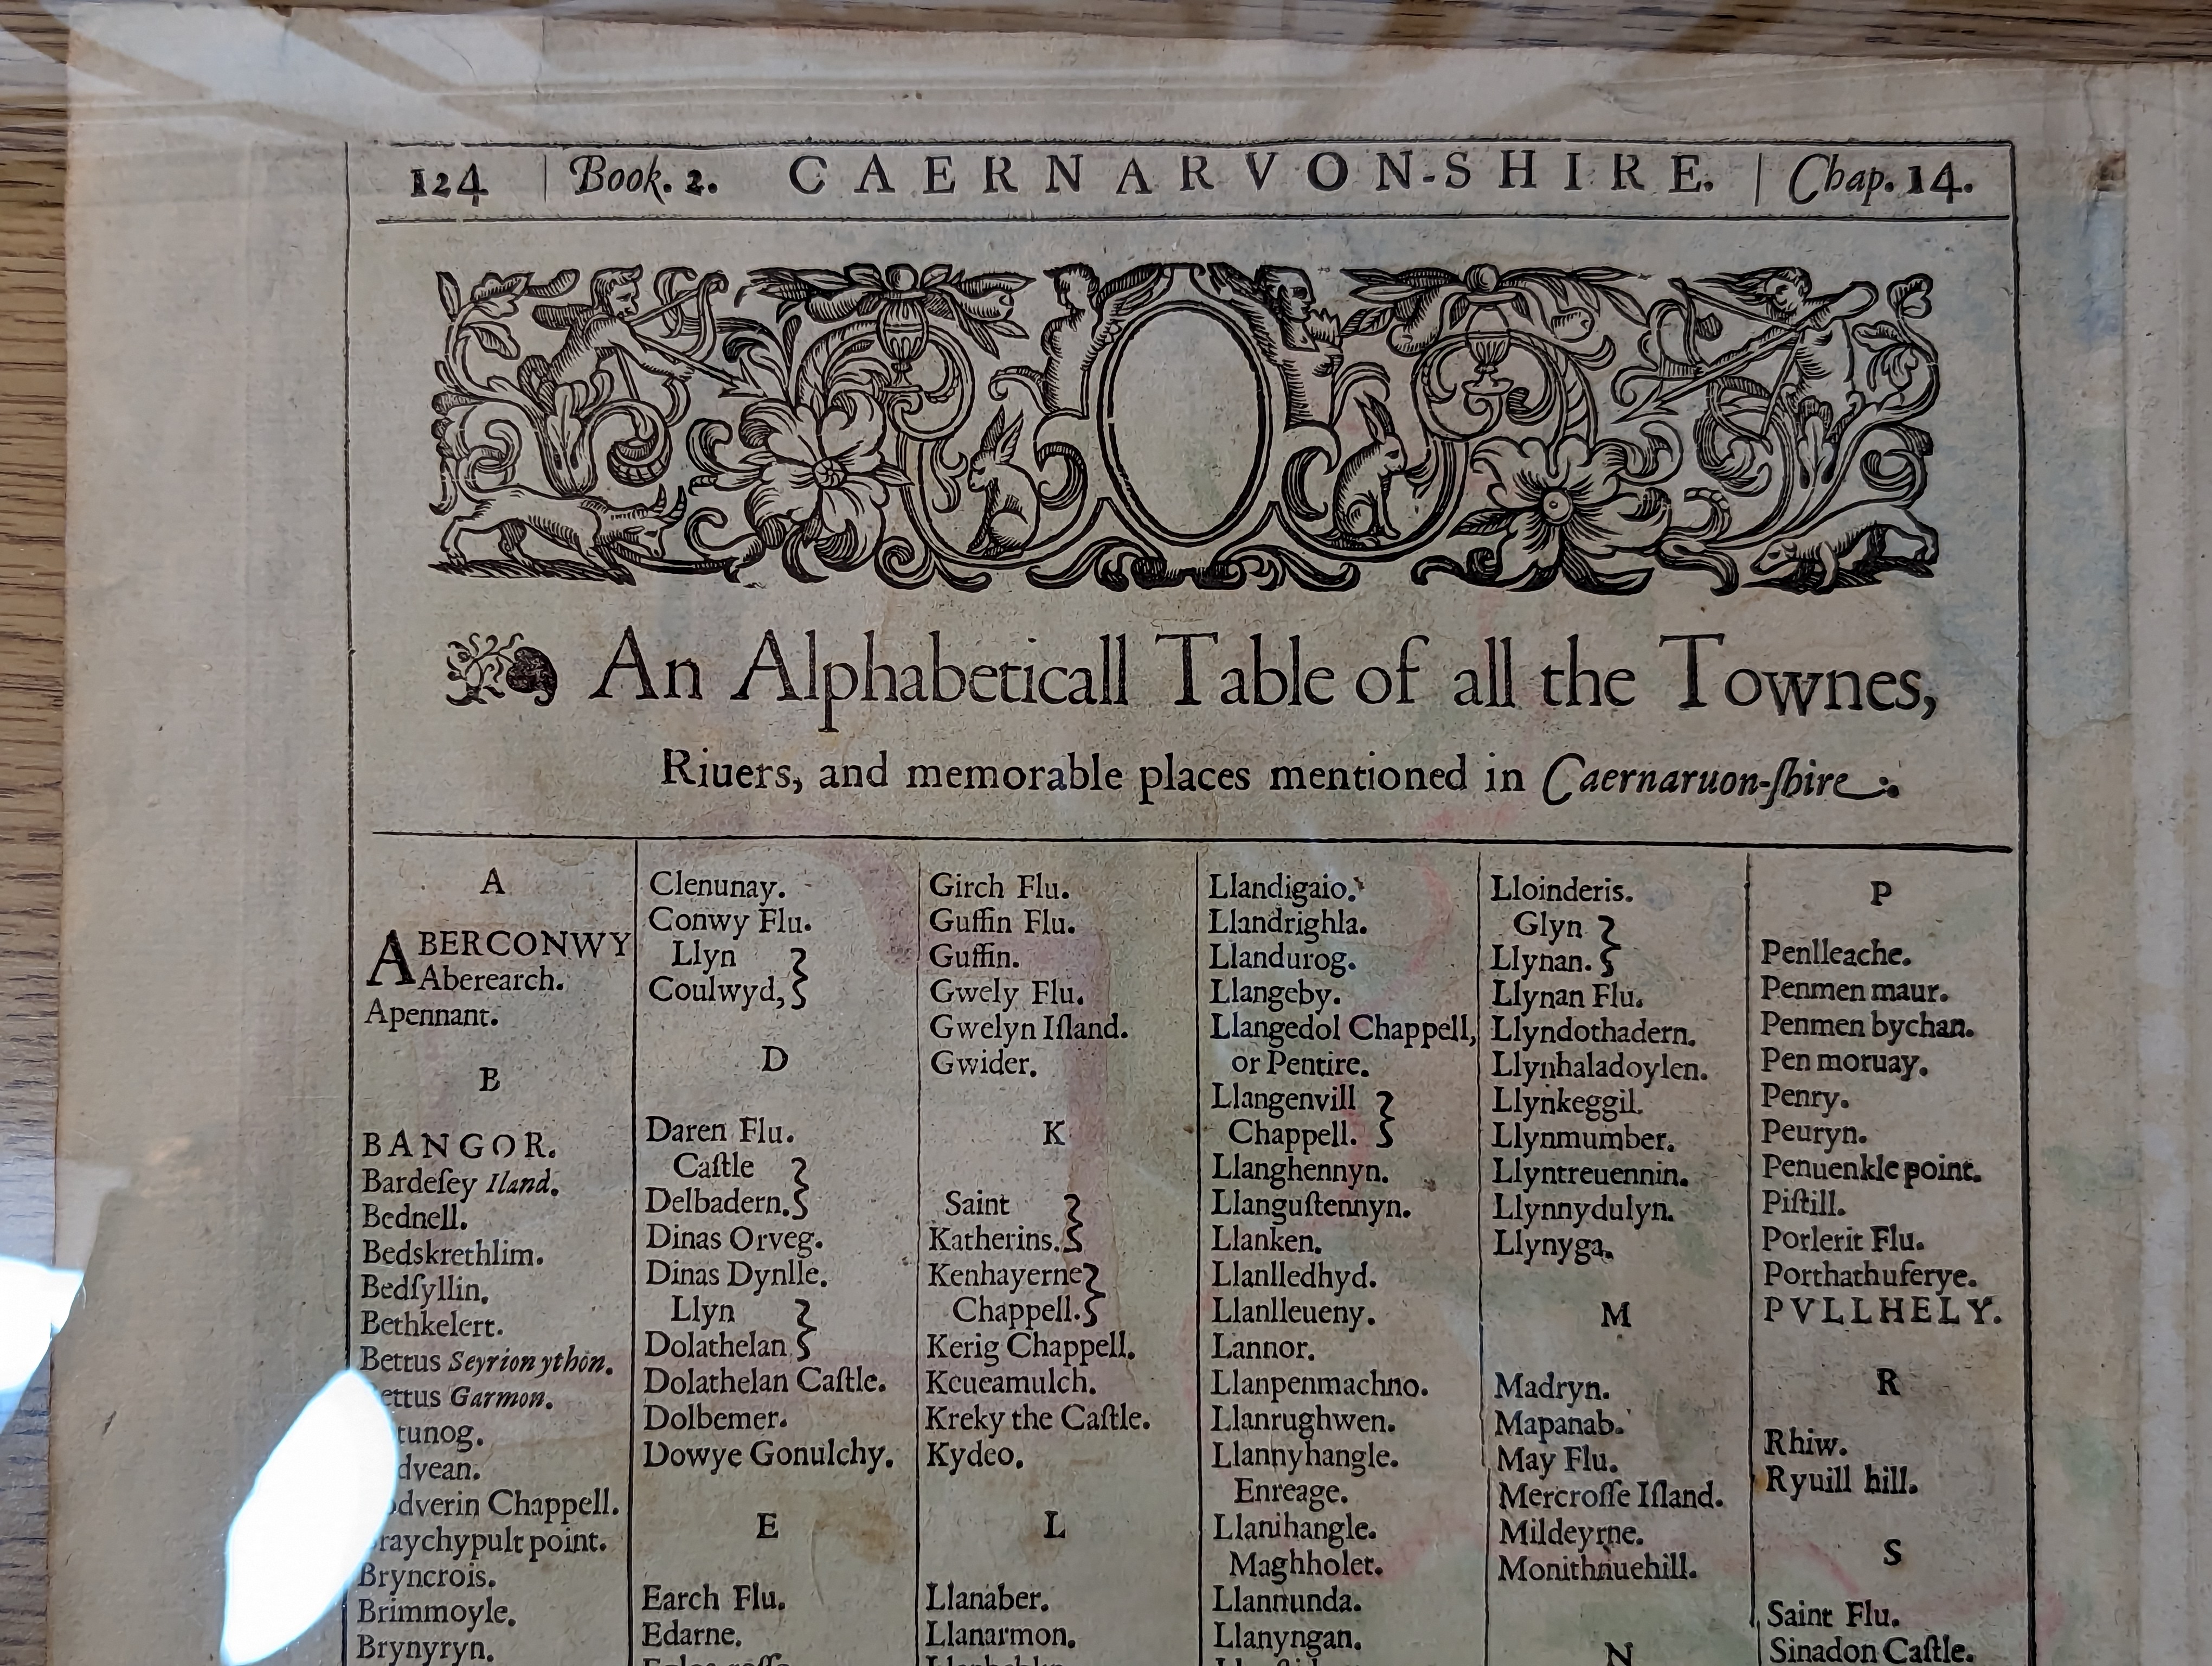 124 | Book. 2. CAERNARVON-SHIRE. | Chap. 14.
An Alphabeticall Table of all the Townes,
Riuers, and memorable places mentioned in Caernaruon-ſhire.
A
ABERCONWY
Aberearch.
Apennant.
B
BANGOR.
Bardeſey Iland.
Bednell.
Bedskrethlim.
Bedſyllin.
Bethkelert.
Bettus Seyrionython.
Garmon.
Chappell.
point.
Bryncrois.
Brimmoyle.
Brynyryn.
Clenunay.
Conwy Flu.
Llyn
Coulwyd,
D
Daren Flu.
Caſtle
Delbadern.
Dinas Orveg.
Dinas Dynlle.
Llyn
Dolathelan
Dolathelan Caſtle.
Dolbemer.
Dowye Gonulchy.
E
Earch Flu.
Edarne.
Girch Flu.
Guffin Flu.
Guffin.
Gwely Flu.
Gwelyn Iſland.
Gwider.
K
Saint
Katherins.
Kenhayerne
Chappell.
Kerig Chappell.
Keueamulch.
Kreky the Caſtle.
Kydeo.
L
Llanaber.
Llanarmon.
Llandigaio.
Llandrighla.
Llandurog.
Llangeby.
Llangedol Chappell,
or Pentire.
Llangenvill
Chappell.
Llanghennyn.
Llanguſtennyn.
Llanken.
Llanlledhyd.
Llanlleueny.
Lannor.
Llanpenmachno.
Llanrughwen.
Llannyhangle.
Enreage.
Llanihangle.
Maghholet.
Llannunda.
Llanyngan.
Lloinderis.
Glyn
Llynan.
Llynan Flu.
Llyndothadern.
Llynhaladoylen.
Llynkeggil.
Llynmumber.
Llyntreuennin.
Llynnydulyn.
Llynyga.
M
Madryn.
Mapanab.
May Flu.
Mercroſſe Iſland.
Mildeyrne.
Monithnuehill.
N
P
Penlleache.
Penmen maur.
Penmen bychan.
Pen moruay.
Penry.
Peuryn.
Penuenkle point.
Piſtill.
Porlerit Flu.
Porthathuferye.
PVLLHELY.
R
Rhiw.
Ryuill hill.
S
Saint Flu.
Sinadon Caſtle.